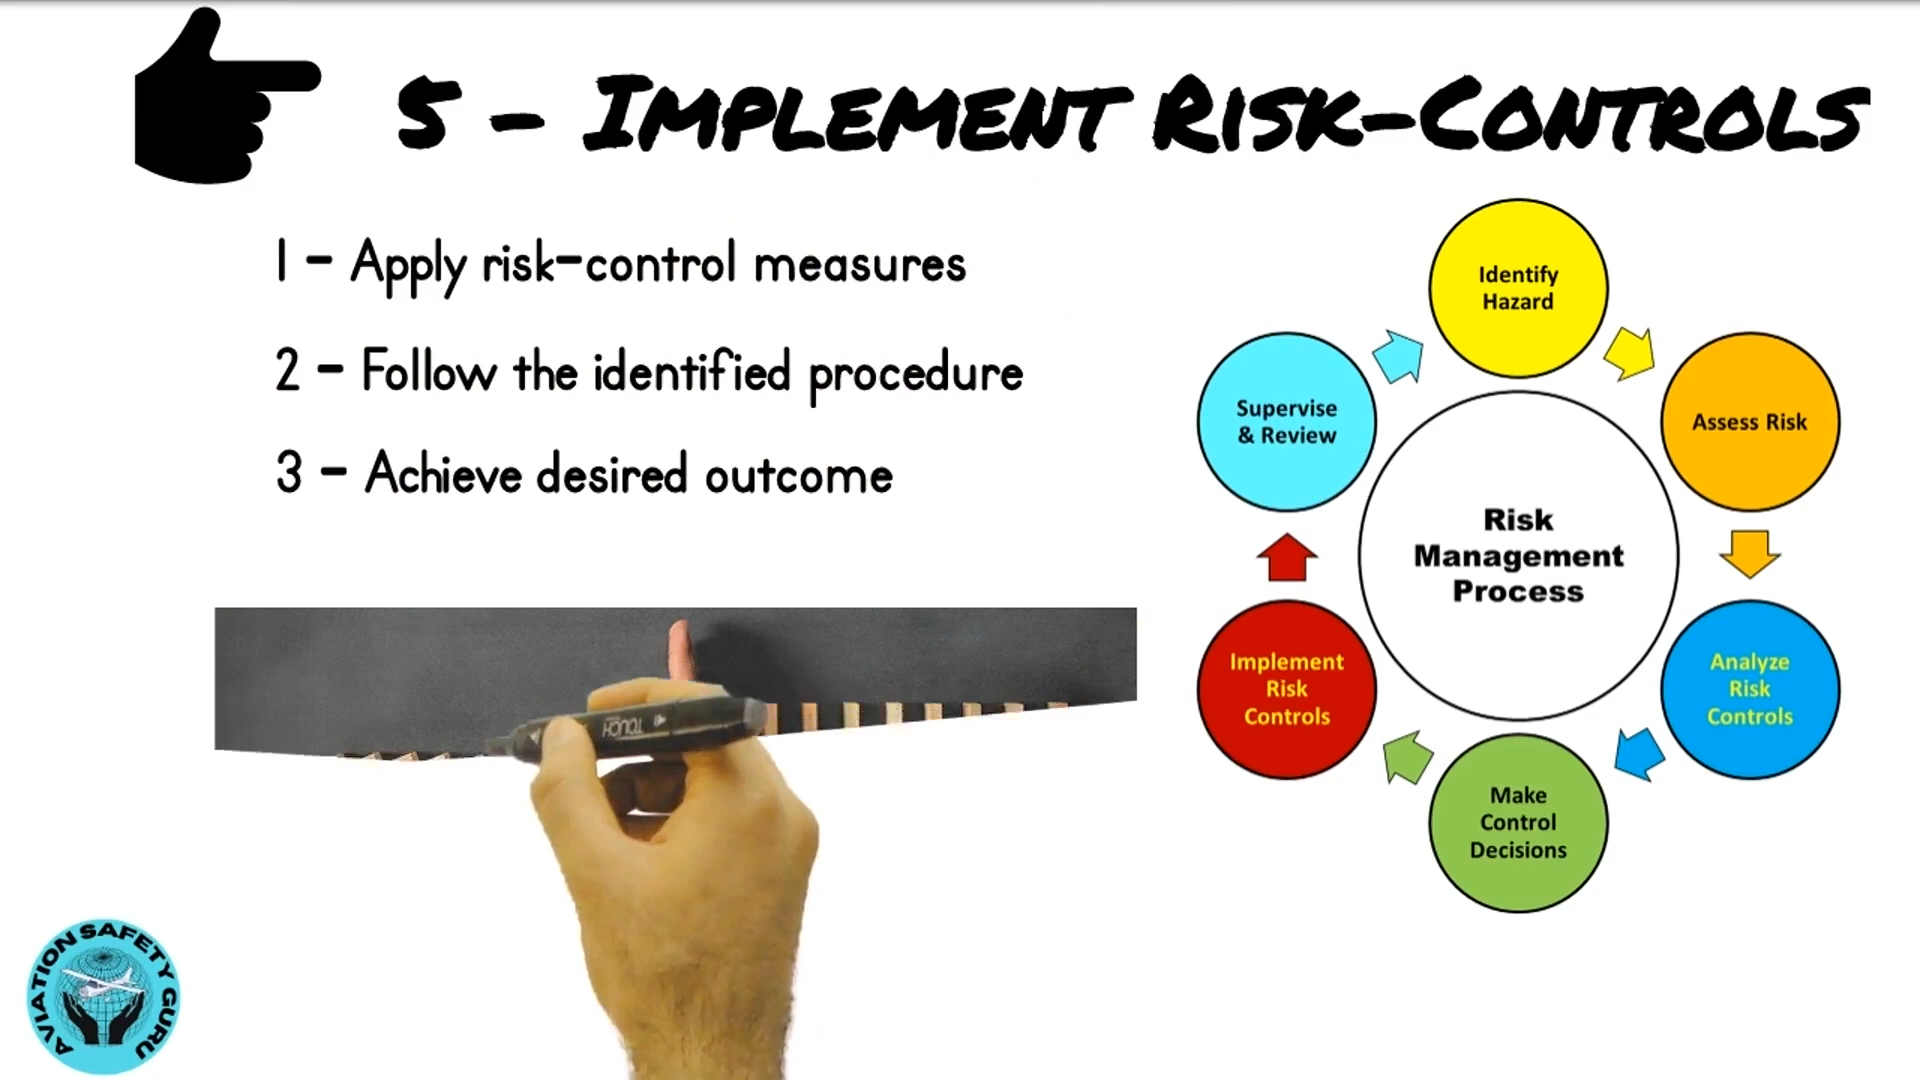 5 - IMPLEMENT RISK-CONTROLS
1 - Apply risk-control measures
2 - Follow the identified procedure
3 - Achieve desired outcome
Identify
Hazard
Assess Risk
Analyze
Risk
Controls
Make
Control
Decisions
Implement
Risk
Controls
Supervise
& Review
Risk
Management
Process
TOUCH
AVIATION SAFETY GURU